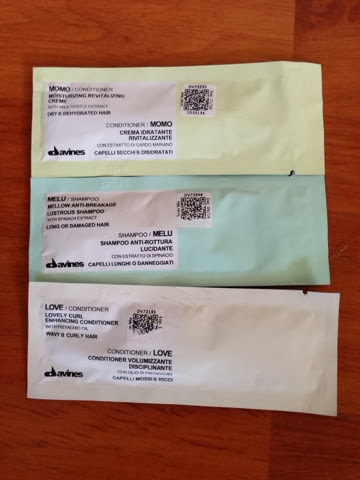 MOMO / CONDITIONER
MOISTURIZING REVITALIZING
CREME
WITH MILK THISTLE EXTRACT
DRY & DEHYDRATED HAIR
CONDITIONER / MOMO
CREMA IDRATANTE
RIVITALIZZANTE
CON ESTRATTO DI CARDO MARIANO
CAPELLI SECCHI E DISIDRATATI
davines
MELU / SHAMPOO
MELLOW ANTI-BREAKAGE
LUSTROUS SHAMPOO
WITH SPINACH EXTRACT
LONG OR DAMAGED HAIR
SHAMPOO / MELU
SHAMPOO ANTI-ROTTURA
LUCIDANTE
CON ESTRATTO DI SPINACIO
CAPELLI LUNGHI O DANNEGGIATI
davines
LOVE / CONDITIONER
LOVELY CURL
ENHANCING CONDITIONER
WITH PISTACHIO OIL
WAVY & CURLY HAIR
DV73135
CONDITIONER / LOVE
CONDITIONER VOLUMIZZANTE
DISCIPLINANTE
CON OLIO DI PISTACCHIO
CAPELLI MOSSI E RICCI
davines